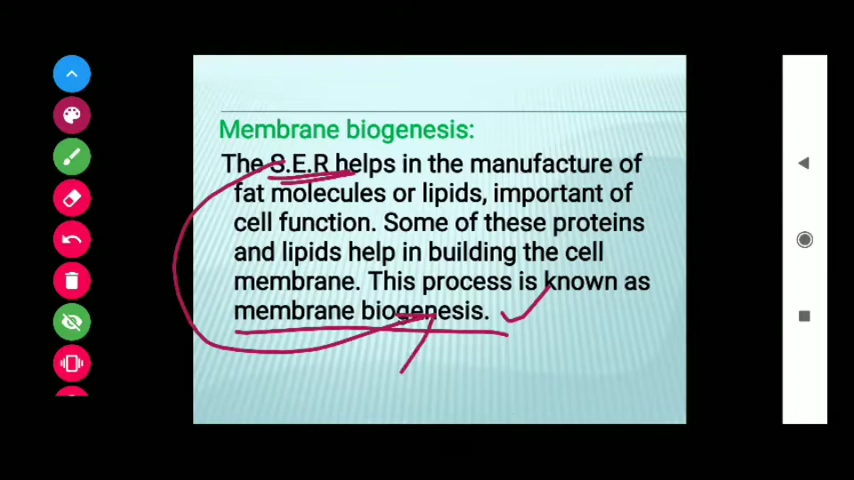 Membrane biogenesis:
The S.E.R helps in the manufacture of
fat molecules or lipids, important of
cell function. Some of these proteins
and lipids help in building the cell
membrane. This process is known as
membrane biogenesis.